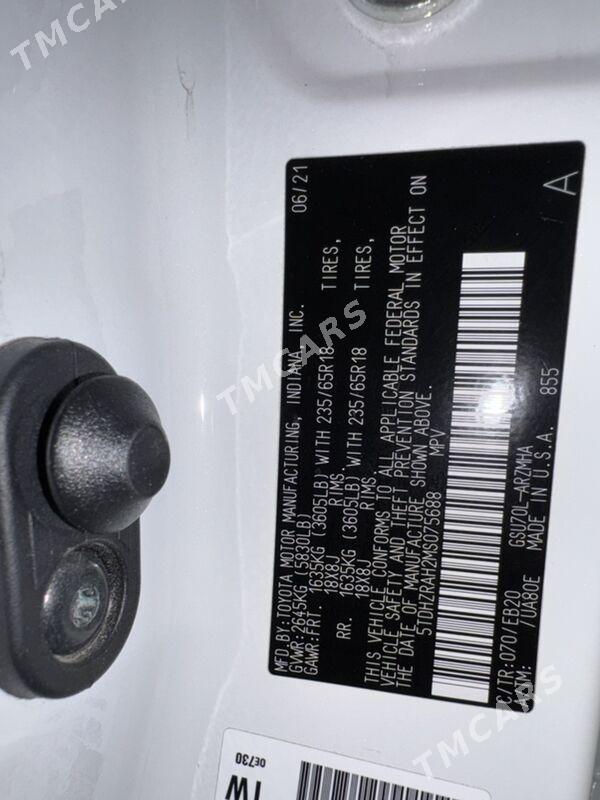 MFD.BY:TOYOTA MOTOR MANUFACTURING, INDIANA, INC. 06/21
GVWR:2645KG (5830LB)
GAWR:FRT. 1635KG (3605LB) WITH 235/65R18 TIRES,
18X8J RIMS,
RR. 1635KG (3605LB) WITH 235/65R18 TIRES,
18X8J RIMS,
THIS VEHICLE CONFORMS TO ALL APPLICABLE FEDERAL MOTOR
VEHICLE SAFETY AND THEFT PREVENTION STANDARDS IN EFFECT ON
THE DATE OF MANUFACTURE SHOWN ABOVE.
5TDHZRAH2MS075688 MPV
C/TR:070/EB20 GSU70L-ARZMHA 855
/UA80E MADE IN U.S.A.
A
0E730
TMCARS
TMCARS
TMCARS
TMCARS
TMCARS